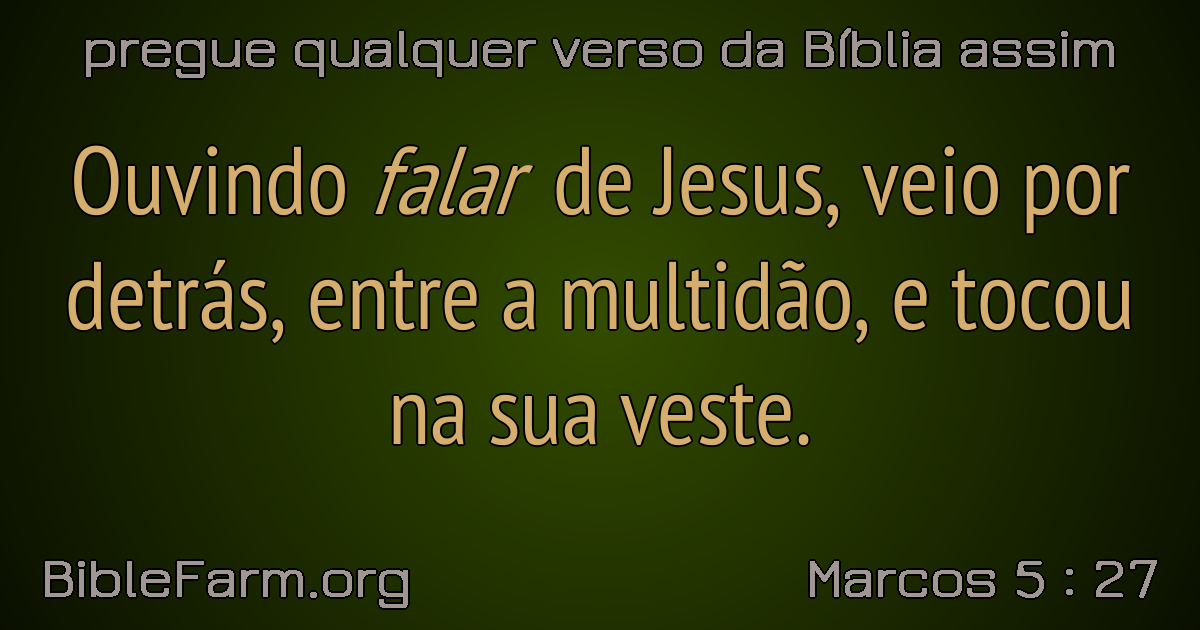 pregue qualquer verso da Bíblia assim
Ouvindo falar de Jesus, veio por
detrás, entre a multidão, e tocou
na sua veste.
BibleFarm.org
Marcos 5 : 27